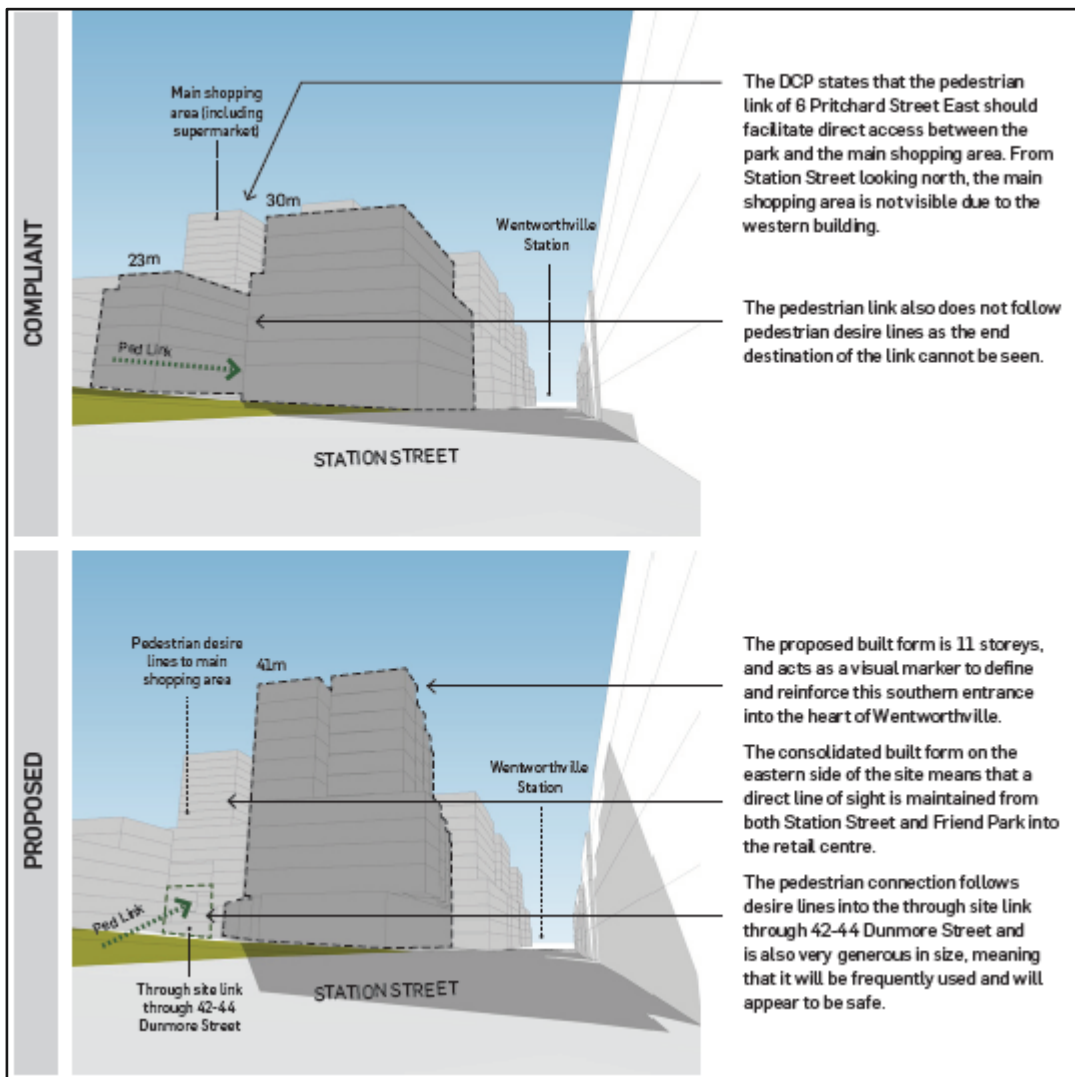 COMPLIANT
Main shopping
area (including
supermarket)
30m
23m
Wentworthville
Station
Ped Link
STATION STREET
The DCP states that the pedestrian
link of 6 Pritchard Street East should
facilitate direct access between the
park and the main shopping area. From
Station Street looking north, the main
shopping area is not visible due to the
western building.
The pedestrian link also does not follow
pedestrian desire lines as the end
destination of the link cannot be seen.
PROPOSED
Pedestrian desire
lines to main
shopping area
41m
Wentworthville
Station
Ped Link
Through site link
through 42-44
Dunmore Street
STATION STREET
The proposed built form is 11 storeys,
and acts as a visual marker to define
and reinforce this southern entrance
into the heart of Wentworthville.
The consolidated built form on the
eastern side of the site means that a
direct line of sight is maintained from
both Station Street and Friend Park into
the retail centre.
The pedestrian connection follows
desire lines into the through site link
through 42-44 Dunmore Street and
is also very generous in size, meaning
that it will be frequently used and will
appear to be safe.